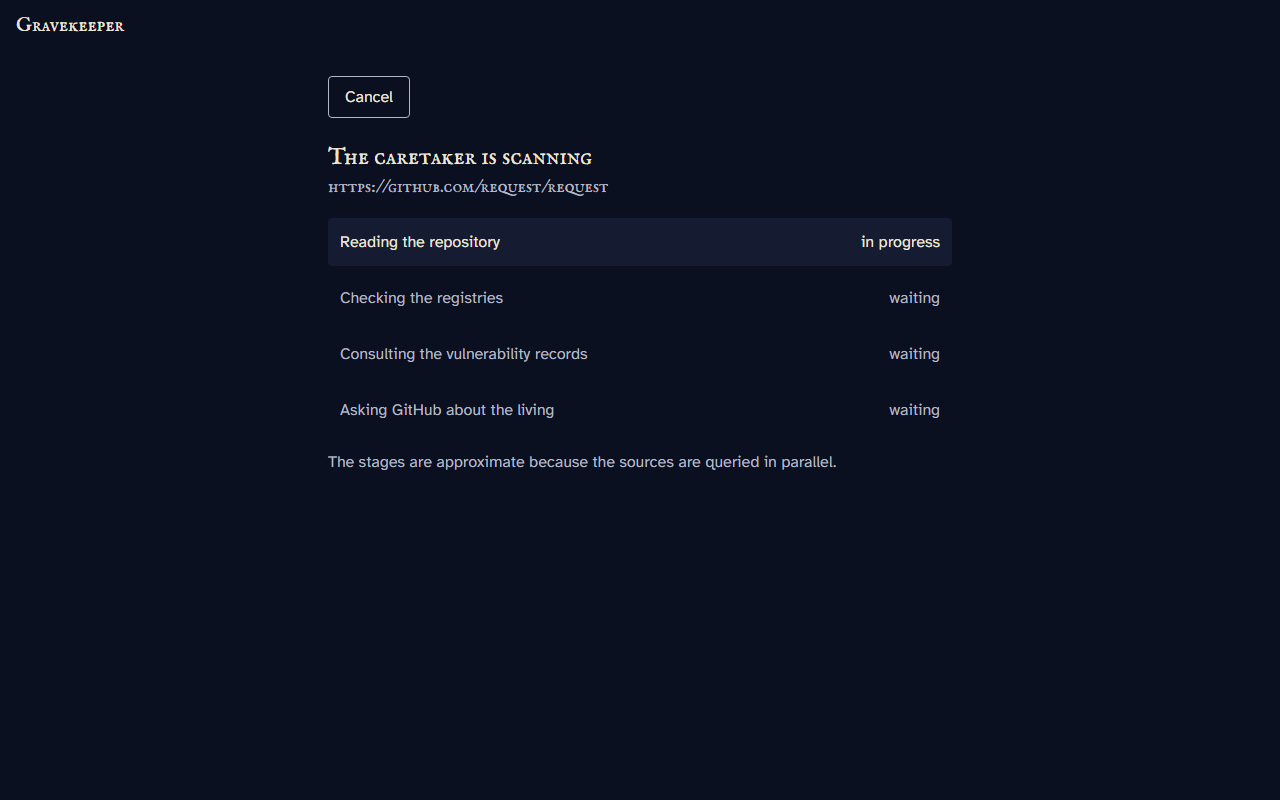 Gravekeeper
Cancel
The caretaker is scanning
https://github.com/request/request
Reading the repository in progress
Checking the registries waiting
Consulting the vulnerability records waiting
Asking GitHub about the living waiting
The stages are approximate because the sources are queried in parallel.